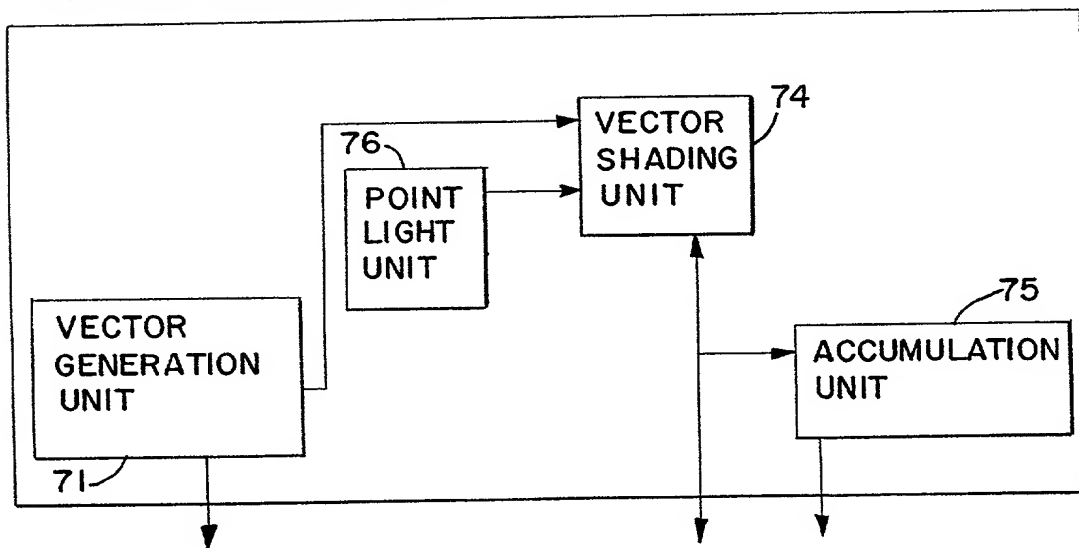 74
VECTOR
SHADING
UNIT
76
POINT
LIGHT
UNIT
75
VECTOR
GENERATION
UNIT
ACCUMULATION
UNIT
71